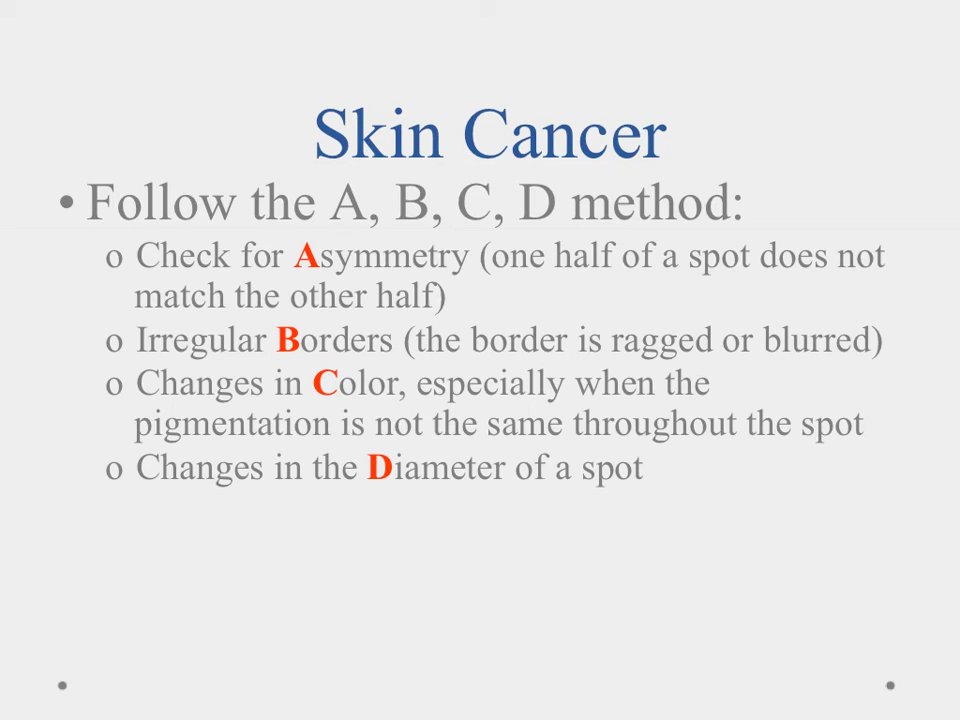 Skin Cancer
• Follow the A, B, C, D method:
o Check for Asymmetry (one half of a spot does not
match the other half)
o Irregular Borders (the border is ragged or blurred)
o Changes in Color, especially when the
pigmentation is not the same throughout the spot
o Changes in the Diameter of a spot